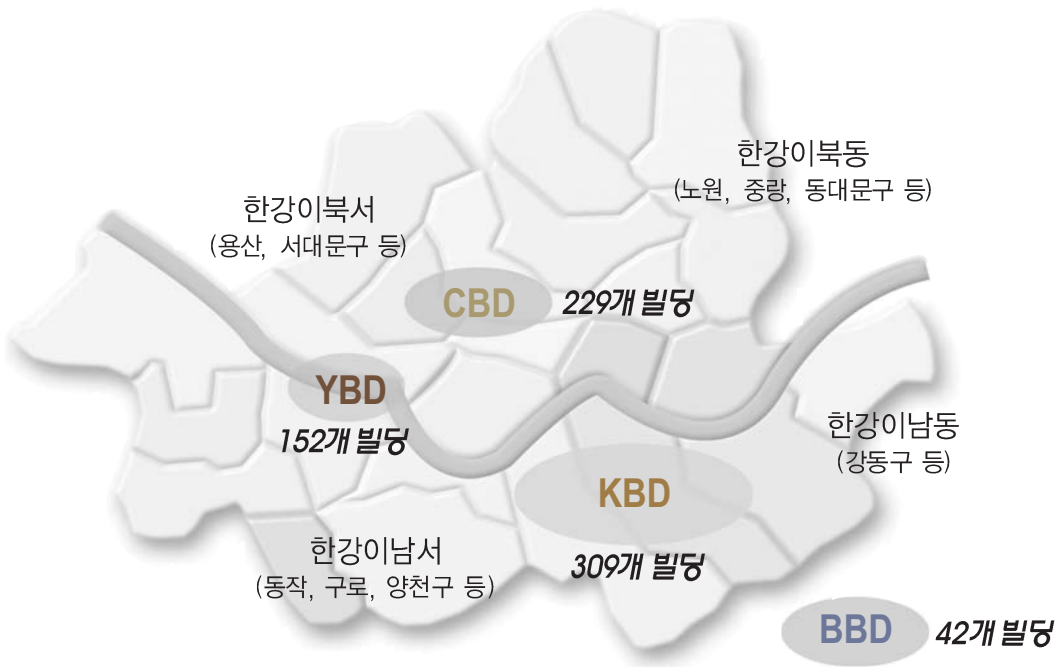 한강이북동
(노원, 중랑, 동대문구 등)
한강이북서
(용산, 서대문구 등)
CBD
229개 빌딩
YBD
152개 빌딩
한강이남동
(강동구 등)
KBD
309개 빌딩
한강이남서
(동작, 구로, 양천구 등)
BBD
42개 빌딩